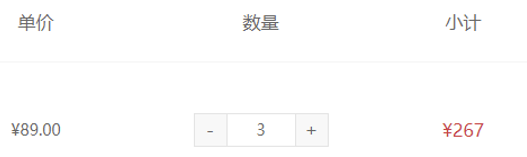 单价 数量 小计
¥89.00 - 3 + ¥267